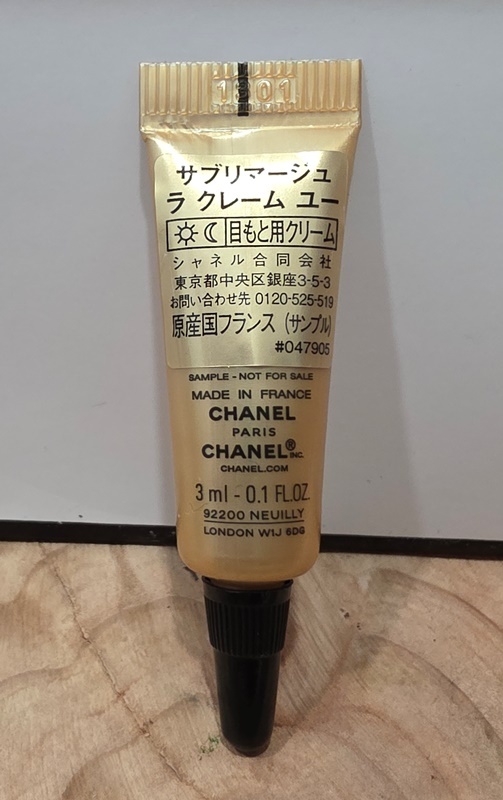 1301
サブリマージュ
ラ クレーム ユー
目もと用クリーム
シャネル合同会社
東京都中央区銀座3-5-3
お問い合わせ先 0120-525-519
原産国フランス (サンプル)
#047905
SAMPLE - NOT FOR SALE
MADE IN FRANCE
CHANEL
PARIS
CHANEL® INC.
CHANEL.COM
3 ml - 0.1 FL.OZ.
92200 NEUILLY
LONDON W1J 6DG